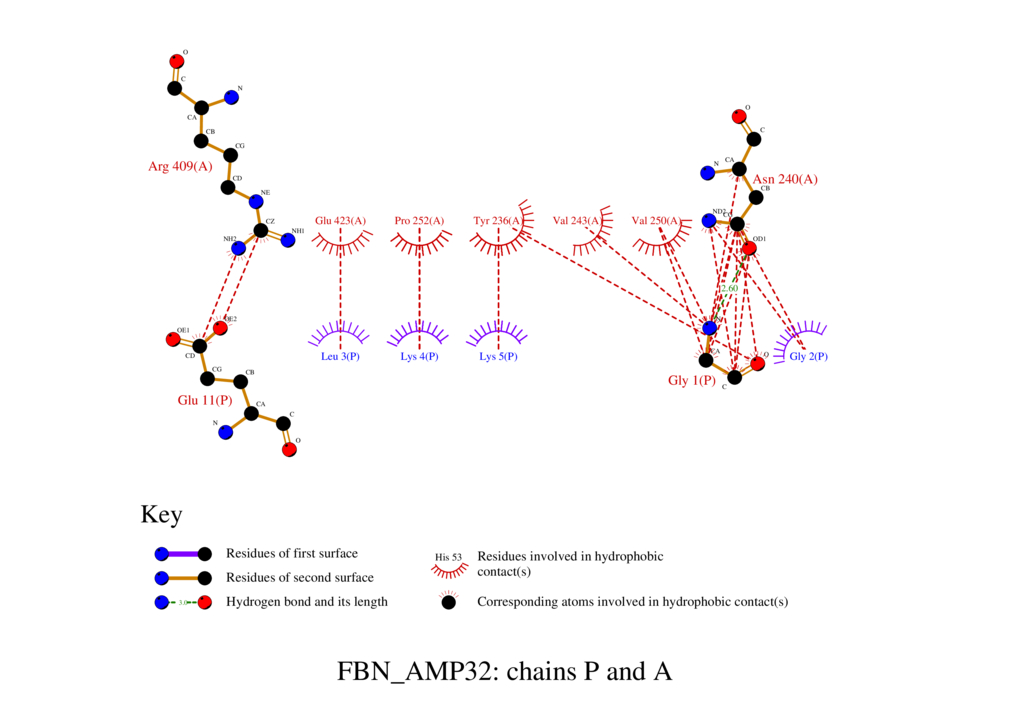 O
C
N
CA
CB
CG
Arg 409(A)
CD
NE
CZ
NH1
NH2
Glu 423(A)
Pro 252(A)
Tyr 236(A)
Val 243(A)
Val 250(A)
O
C
CA
N
Asn 240(A)
CB
ND2
CG
OD1
2.60
OE1
OE2
CD
CG
CB
Glu 11(P)
CA
N
C
O
Leu 3(P)
Lys 4(P)
Lys 5(P)
N
CA
O
C
Gly 1(P)
Gly 2(P)
Key
Residues of first surface
Residues of second surface
3.0
Hydrogen bond and its length
His 53
Residues involved in hydrophobic
contact(s)
Corresponding atoms involved in hydrophobic contact(s)
FBN_AMP32: chains P and A